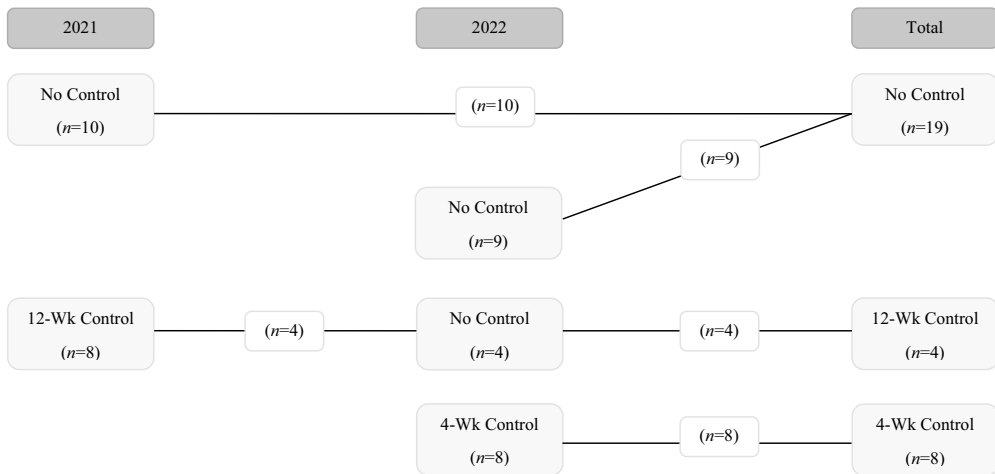 2021
2022
Total
No Control
(n=10)
(n=10)
No Control
(n=19)
(n=9)
No Control
(n=9)
12-Wk Control
(n=8)
(n=4)
No Control
(n=4)
(n=4)
12-Wk Control
(n=4)
4-Wk Control
(n=8)
(n=8)
4-Wk Control
(n=8)